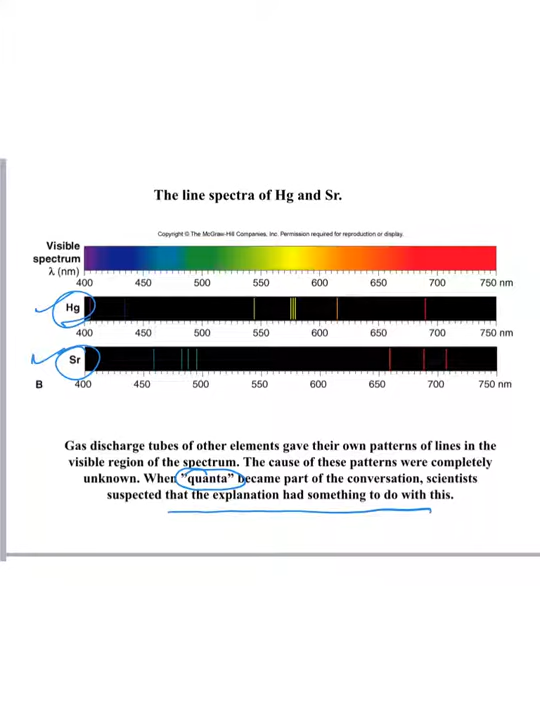 The line spectra of Hg and Sr.
Copyright © The McGraw-Hill Companies, Inc. Permission required for reproduction or display.
Visible
spectrum
λ (nm)
400 450 500 550 600 650 700 750 nm
Hg
400 450 500 550 600 650 700 750 nm
Sr
B 400 450 500 550 600 650 700 750 nm
Gas discharge tubes of other elements gave their own patterns of lines in the
visible region of the spectrum. The cause of these patterns were completely
unknown. When ”quanta” became part of the conversation, scientists
suspected that the explanation had something to do with this.